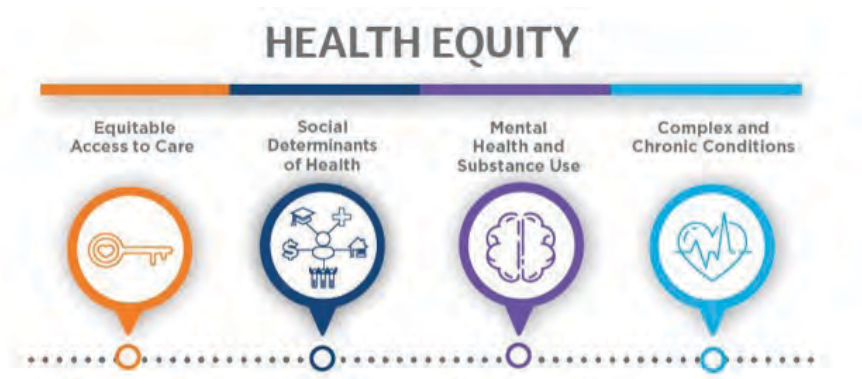 HEALTH EQUITY
Equitable
Access to Care
Social
Determinants
of Health
Mental
Health and
Substance Use
Complex and
Chronic Conditions
$